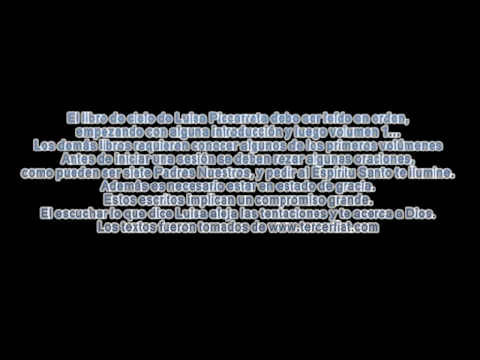 El libro de cielo de Luisa Piccarreta debe ser leído en orden,
empezando con alguna introducción y luego volumen 1...
Los demás libros requieren conocer algunos de los primeros volúmenes
Antes de iniciar una sesión se deben rezar algunas oraciones,
como pueden ser siete Padres Nuestros, y pedir al Espíritu Santo te ilumine.
Además es necesario estar en estado de gracia.
Estos escritos implican un compromiso grande.
El escuchar lo que dice Luisa aleja las tentaciones y te acerca a Dios.
Los textos fueron tomados de www.tercerfiat.com